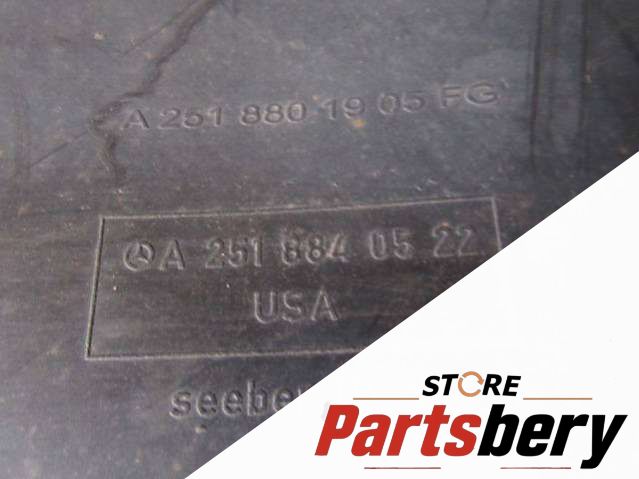 A 251 880 19 05 FG
A 251 884 05 22
USA
STORE
Partsbery